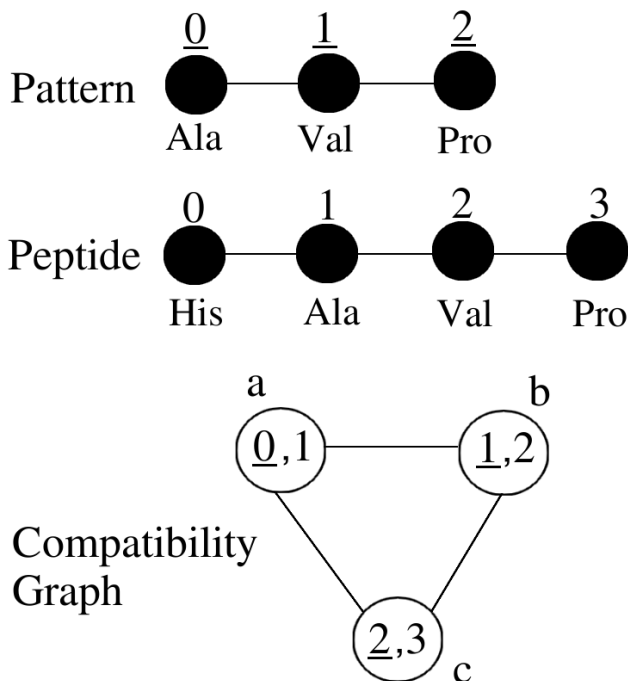 0 1 2
Pattern
Ala Val Pro
0 1 2 3
Peptide
His Ala Val Pro
a b
0,1 1,2
Compatibility
Graph
2,3
c